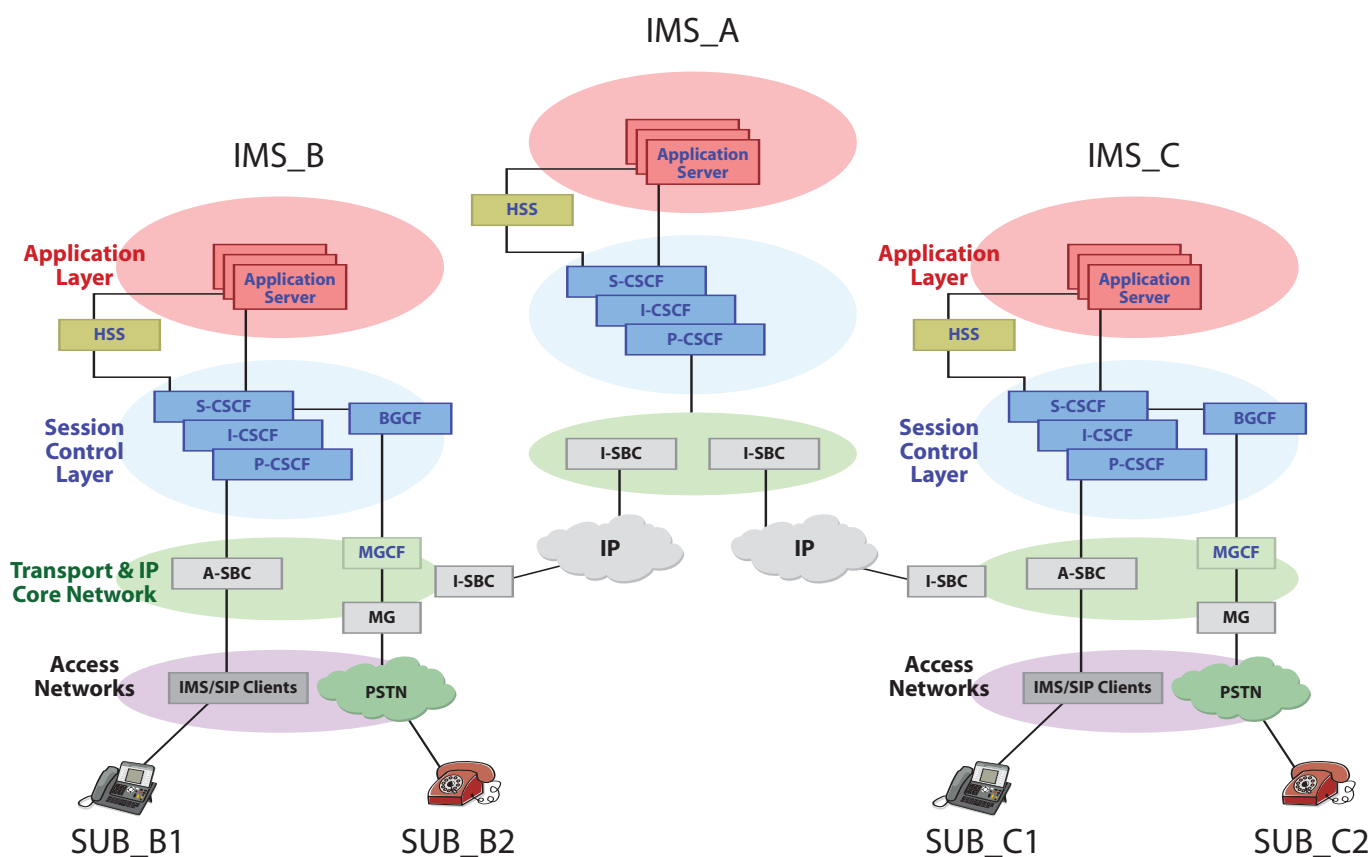 IMS_A
Application
Server
HSS
S-CSCF
I-CSCF
P-CSCF
I-SBC
I-SBC
IP
IP
IMS_B
Application
Layer
Application
Server
HSS
Session
Control
Layer
S-CSCF
I-CSCF
P-CSCF
BGCF
Transport & IP
Core Network
A-SBC
MGCF
I-SBC
MG
Access
Networks
IMS/SIP Clients
PSTN
SUB_B1
SUB_B2
IMS_C
Application
Layer
Application
Server
HSS
Session
Control
Layer
S-CSCF
I-CSCF
P-CSCF
BGCF
I-SBC
A-SBC
MGCF
MG
Access
Networks
IMS/SIP Clients
PSTN
SUB_C1
SUB_C2